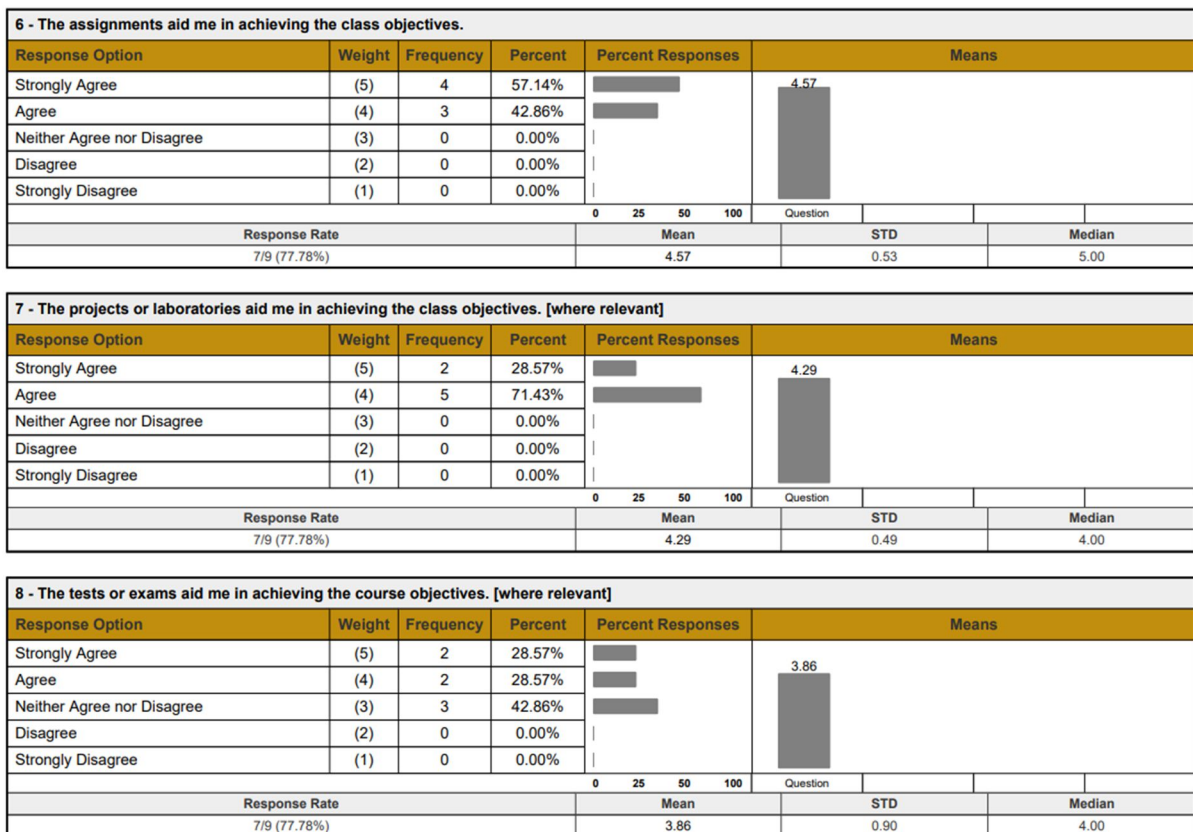 6 - The assignments aid me in achieving the class objectives.
Response Option Weight Frequency Percent Percent Responses Means
Strongly Agree (5) 4 57.14% 4.57
Agree (4) 3 42.86%
Neither Agree nor Disagree (3) 0 0.00%
Disagree (2) 0 0.00%
Strongly Disagree (1) 0 0.00%
0 25 50 100 Question
Response Rate Mean STD Median
7/9 (77.78%) 4.57 0.53 5.00
7 - The projects or laboratories aid me in achieving the class objectives. [where relevant]
Response Option Weight Frequency Percent Percent Responses Means
Strongly Agree (5) 2 28.57% 4.29
Agree (4) 5 71.43%
Neither Agree nor Disagree (3) 0 0.00%
Disagree (2) 0 0.00%
Strongly Disagree (1) 0 0.00%
0 25 50 100 Question
Response Rate Mean STD Median
7/9 (77.78%) 4.29 0.49 4.00
8 - The tests or exams aid me in achieving the course objectives. [where relevant]
Response Option Weight Frequency Percent Percent Responses Means
Strongly Agree (5) 2 28.57% 3.86
Agree (4) 2 28.57%
Neither Agree nor Disagree (3) 3 42.86%
Disagree (2) 0 0.00%
Strongly Disagree (1) 0 0.00%
0 25 50 100 Question
Response Rate Mean STD Median
7/9 (77.78%) 3.86 0.90 4.00